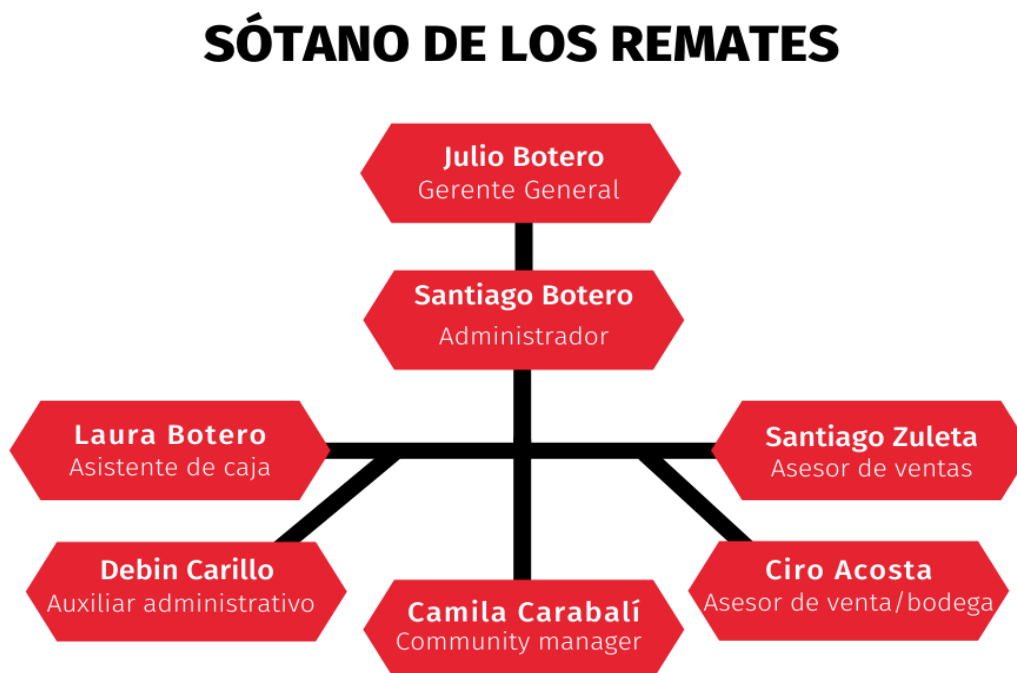 SÓTANO DE LOS REMATES
Julio Botero
Gerente General
Santiago Botero
Administrador
Laura Botero
Asistente de caja
Santiago Zuleta
Asesor de ventas
Debin Carillo
Auxiliar administrativo
Camila Carabalí
Community manager
Ciro Acosta
Asesor de venta/bodega